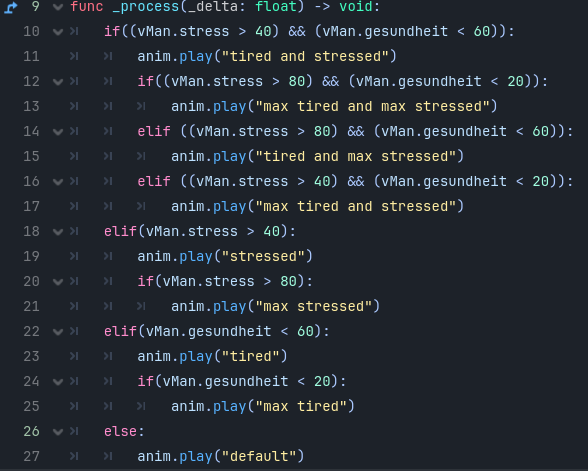 9 func _process(_delta: float) -> void:
10 if((vMan.stress > 40) && (vMan.gesundheit < 60)):
11 anim.play("tired and stressed")
12 if((vMan.stress > 80) && (vMan.gesundheit < 20)):
13 anim.play("max tired and max stressed")
14 elif ((vMan.stress > 80) && (vMan.gesundheit < 60)):
15 anim.play("tired and max stressed")
16 elif ((vMan.stress > 40) && (vMan.gesundheit < 20)):
17 anim.play("max tired and stressed")
18 elif(vMan.stress > 40):
19 anim.play("stressed")
20 if(vMan.stress > 80):
21 anim.play("max stressed")
22 elif(vMan.gesundheit < 60):
23 anim.play("tired")
24 if(vMan.gesundheit < 20):
25 anim.play("max tired")
26 else:
27 anim.play("default")